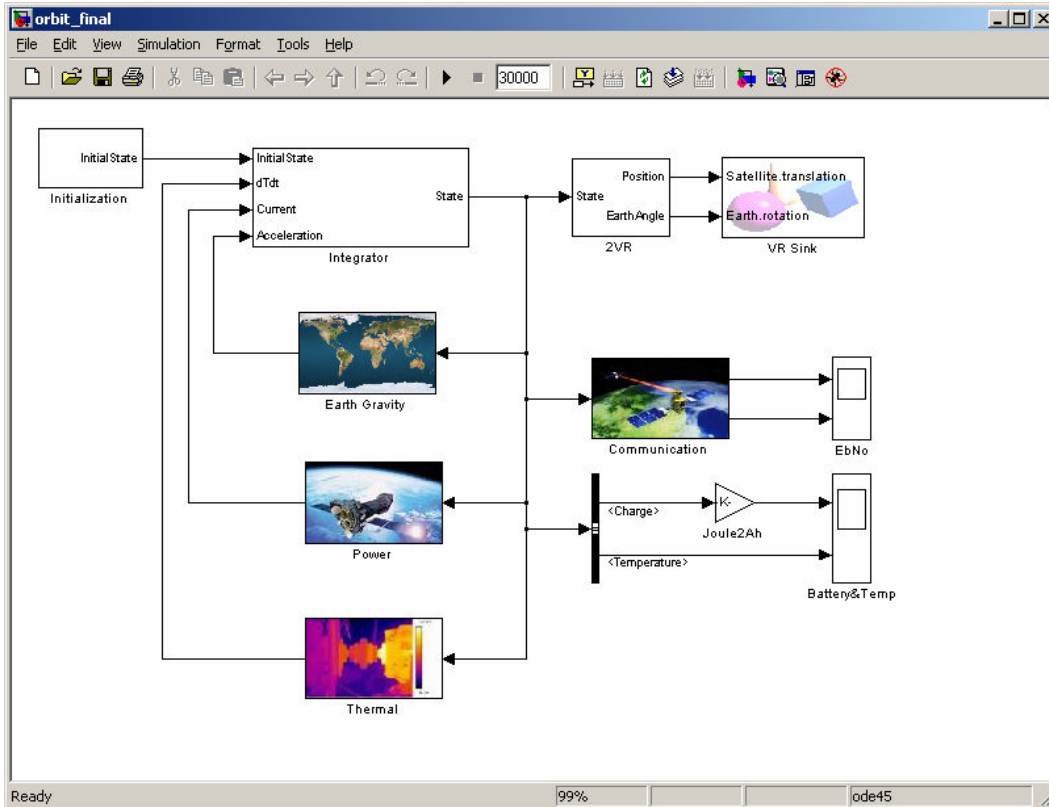 orbit_final
File Edit View Simulation Format Tools Help
30000
InitialState
Initialization
InitialState
dTdt
Current
Acceleration
State
Integrator
State
Position
EarthAngle
2VR
Satellite.translation
Earth.rotation
VR Sink
Earth Gravity
Communication
EbNo
Power
<Charge>
<Temperature>
K-
Joule2Ah
Battery&Temp
Thermal
Ready 99% ode45